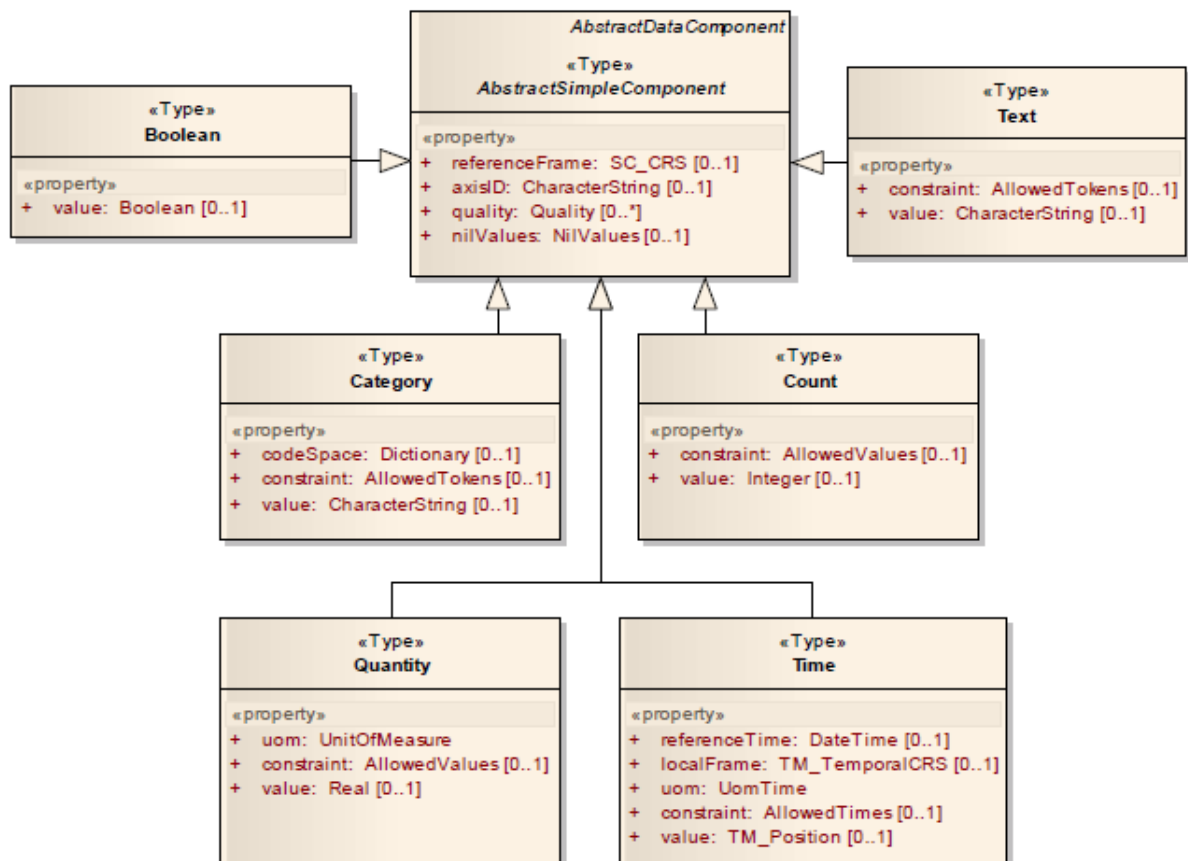 AbstractDataComponent
«Type»
AbstractSimpleComponent
«property»
+ referenceFrame: SC_CRS [0..1]
+ axisID: CharacterString [0..1]
+ quality: Quality [0..*]
+ nilValues: NilValues [0..1]
«Type»
Boolean
«property»
+ value: Boolean [0..1]
«Type»
Text
«property»
+ constraint: AllowedTokens [0..1]
+ value: CharacterString [0..1]
«Type»
Category
«property»
+ codeSpace: Dictionary [0..1]
+ constraint: AllowedTokens [0..1]
+ value: CharacterString [0..1]
«Type»
Count
«property»
+ constraint: AllowedValues [0..1]
+ value: Integer [0..1]
«Type»
Quantity
«property»
+ uom: UnitOfMeasure
+ constraint: AllowedValues [0..1]
+ value: Real [0..1]
«Type»
Time
«property»
+ referenceTime: DateTime [0..1]
+ localFrame: TM_TemporalCRS [0..1]
+ uom: UomTime
+ constraint: AllowedTimes [0..1]
+ value: TM_Position [0..1]